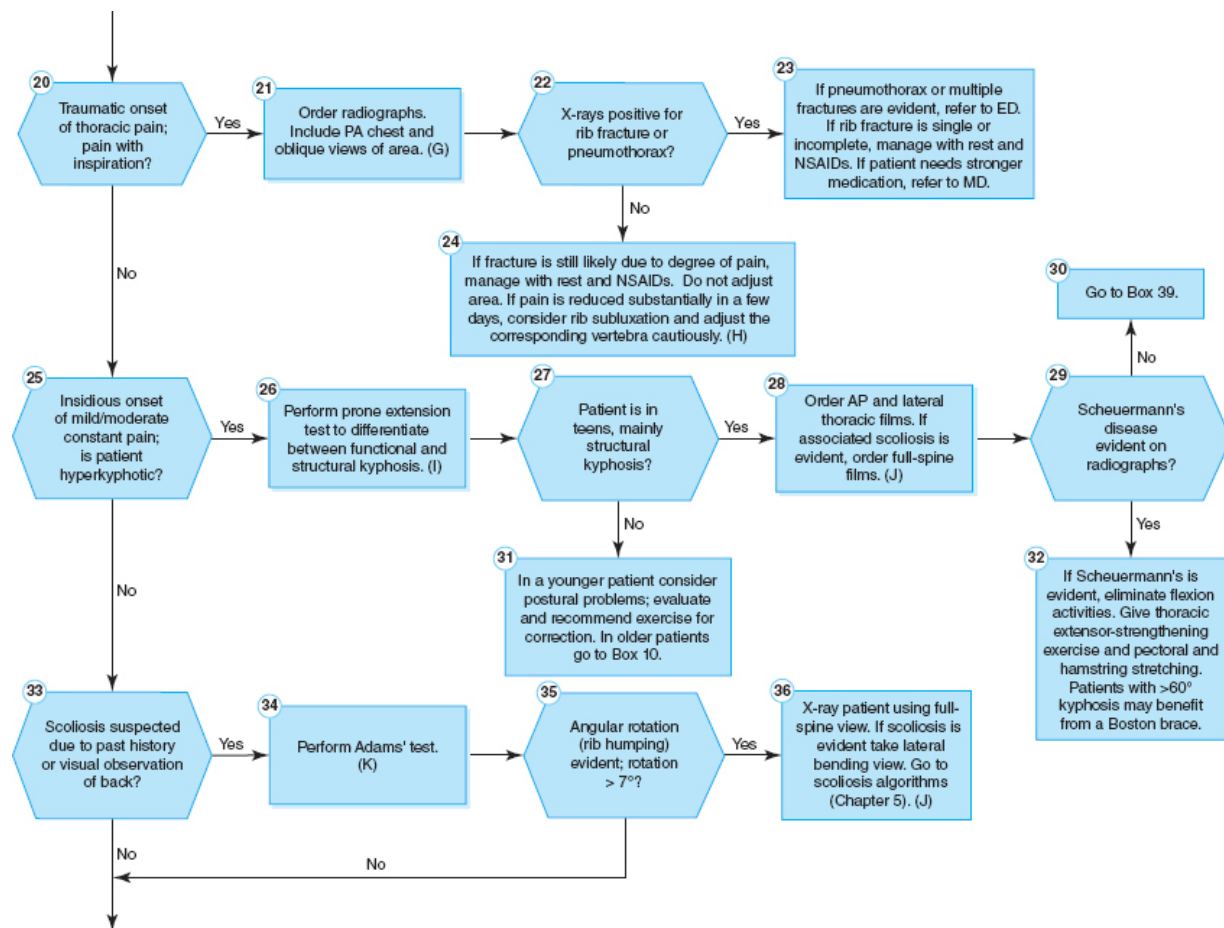 20
Traumatic onset
of thoracic pain;
pain with
inspiration?
Yes
21
Order radiographs.
Include PA chest and
oblique views of area. (G)
22
X-rays positive for
rib fracture or
pneumothorax?
Yes
23
If pneumothorax or multiple
fractures are evident, refer to ED.
If rib fracture is single or
incomplete, manage with rest and
NSAIDs. If patient needs stronger
medication, refer to MD.
No
24
If fracture is still likely due to degree of pain,
manage with rest and NSAIDs. Do not adjust
area. If pain is reduced substantially in a few
days, consider rib subluxation and adjust the
corresponding vertebra cautiously. (H)
No
25
Insidious onset
of mild/moderate
constant pain;
is patient
hyperkyphotic?
Yes
26
Perform prone extension
test to differentiate
between functional and
structural kyphosis. (I)
27
Patient is in
teens, mainly
structural
kyphosis?
Yes
28
Order AP and lateral
thoracic films. If
associated scoliosis is
evident, order full-spine
films. (J)
29
Scheuermann's
disease
evident on
radiographs?
No
30
Go to Box 39.
Yes
32
If Scheuermann's is
evident, eliminate flexion
activities. Give thoracic
extensor-strengthening
exercise and pectoral and
hamstring stretching.
Patients with >60°
kyphosis may benefit
from a Boston brace.
No
31
In a younger patient consider
postural problems; evaluate
and recommend exercise for
correction. In older patients
go to Box 10.
No
33
Scoliosis suspected
due to past history
or visual observation
of back?
Yes
34
Perform Adams' test.
(K)
35
Angular rotation
(rib humping)
evident; rotation
> 7°?
Yes
36
X-ray patient using full-
spine view. If scoliosis is
evident take lateral
bending view. Go to
scoliosis algorithms
(Chapter 5). (J)
No
No